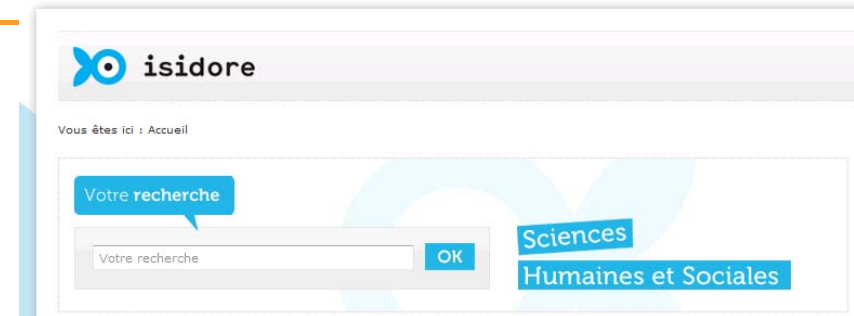 isidore
Vous êtes ici : Accueil
Votre recherche
Votre recherche
OK
Sciences
Humaines et Sociales